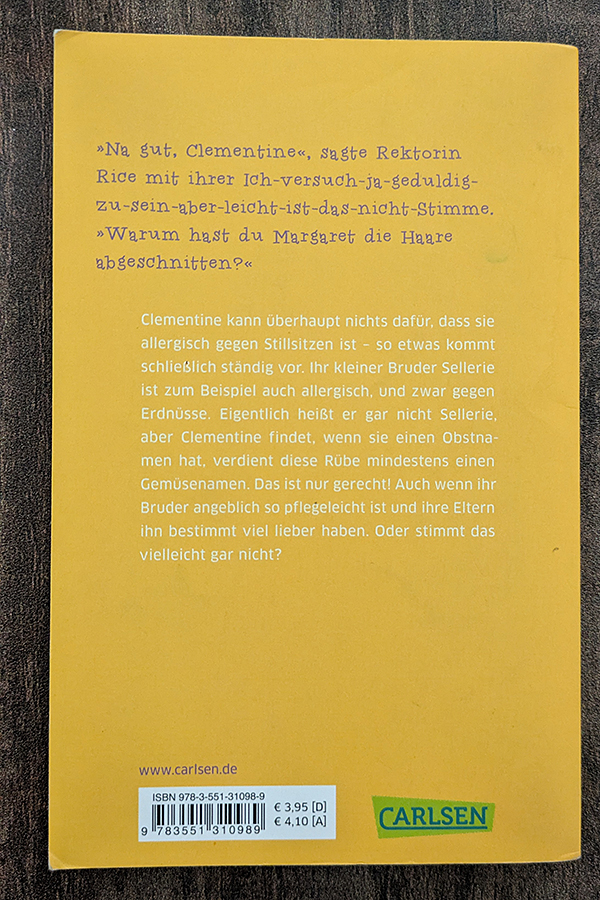 »Na gut, Clementine«, sagte Rektorin
Rice mit ihrer Ich-versuch-ja-geduldig-
zu-sein-aber-leicht-ist-das-nicht-Stimme.
»Warum hast du Margaret die Haare
abgeschnitten?«
Clementine kann überhaupt nichts dafür, dass sie
allergisch gegen Stillsitzen ist – so etwas kommt
schließlich ständig vor. Ihr kleiner Bruder Sellerie
ist zum Beispiel auch allergisch, und zwar gegen
Erdnüsse. Eigentlich heißt er gar nicht Sellerie,
aber Clementine findet, wenn sie einen Obstna-
men hat, verdient diese Rübe mindestens einen
Gemüsenamen. Das ist nur gerecht! Auch wenn ihr
Bruder angeblich so pflegeleicht ist und ihre Eltern
ihn bestimmt viel lieber haben. Oder stimmt das
vielleicht gar nicht?
www.carlsen.de
ISBN 978-3-551-31098-9
€ 3,95 [D]
€ 4,10 [A]
9 783551 310989
CARLSEN